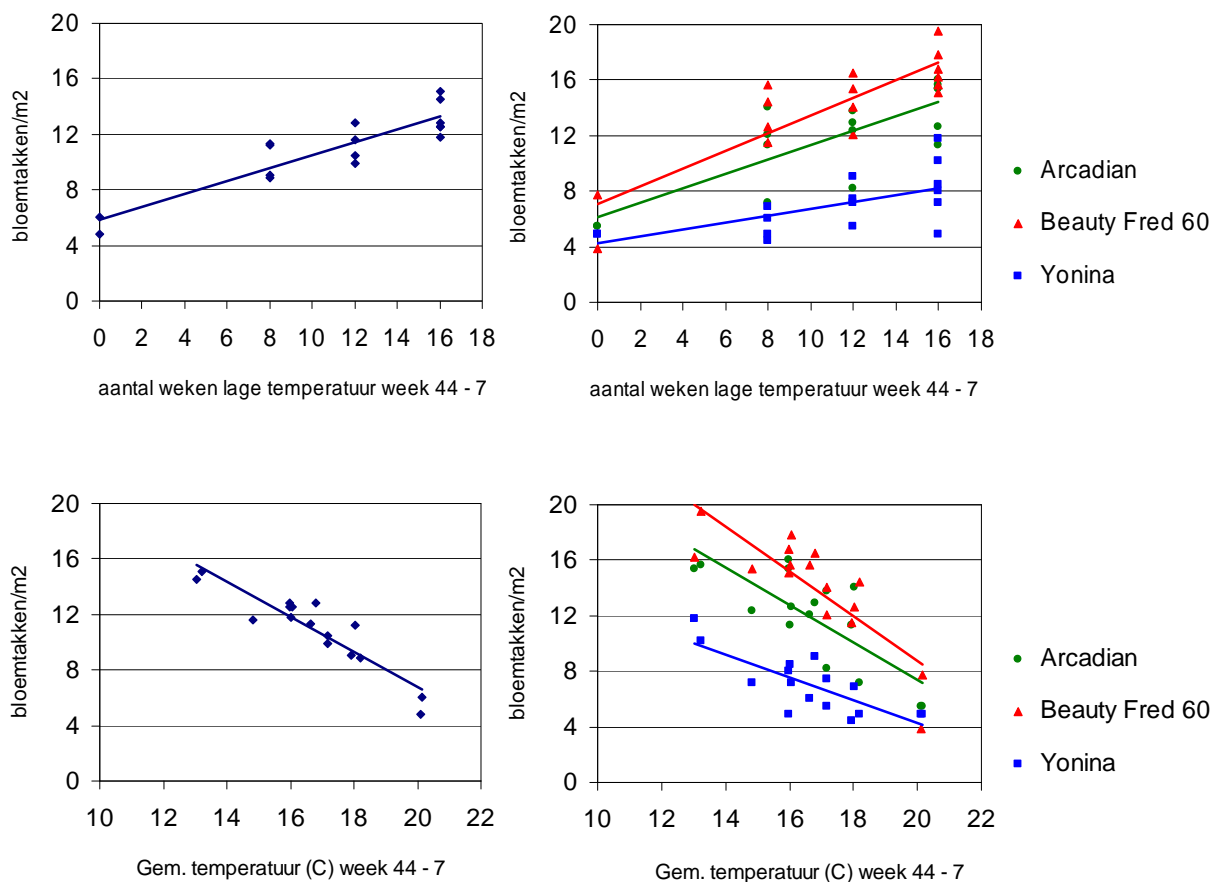 20
16
12
8
4
0
bloemtakken/m2
0 2 4 6 8 10 12 14 16 18
aantal weken lage temperatuur week 44 - 7
20
16
12
8
4
0
bloemtakken/m2
0 2 4 6 8 10 12 14 16 18
aantal weken lage temperatuur week 44 - 7
Arcadian
Beauty Fred 60
Yonina
20
16
12
8
4
0
bloemtakken/m2
10 12 14 16 18 20 22
Gem. temperatuur (C) week 44 - 7
20
16
12
8
4
0
bloemtakken/m2
10 12 14 16 18 20 22
Gem. temperatuur (C) week 44 - 7
Arcadian
Beauty Fred 60
Yonina